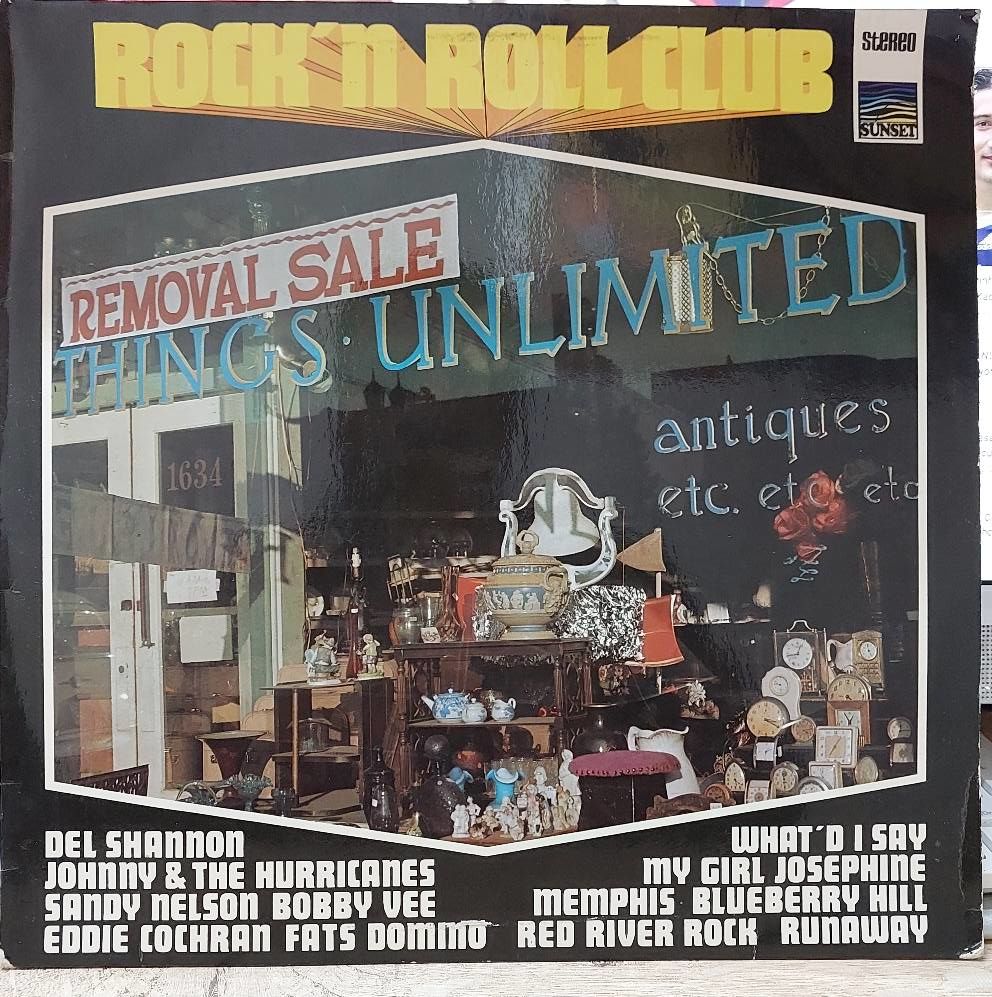 ROCK'n ROLL CLUB
stereo
SUNSET
REMOVAL SALE
THINGS · UNLIMITED
antiques
etc. etc. etc
1634
DEL SHANNON
JOHNNY & THE HURRICANES
SANDY NELSON BOBBY VEE
EDDIE COCHRAN FATS DOMINO
WHAT´D I SAY
MY GIRL JOSEPHINE
MEMPHIS BLUEBERRY HILL
RED RIVER ROCK RUNAWAY